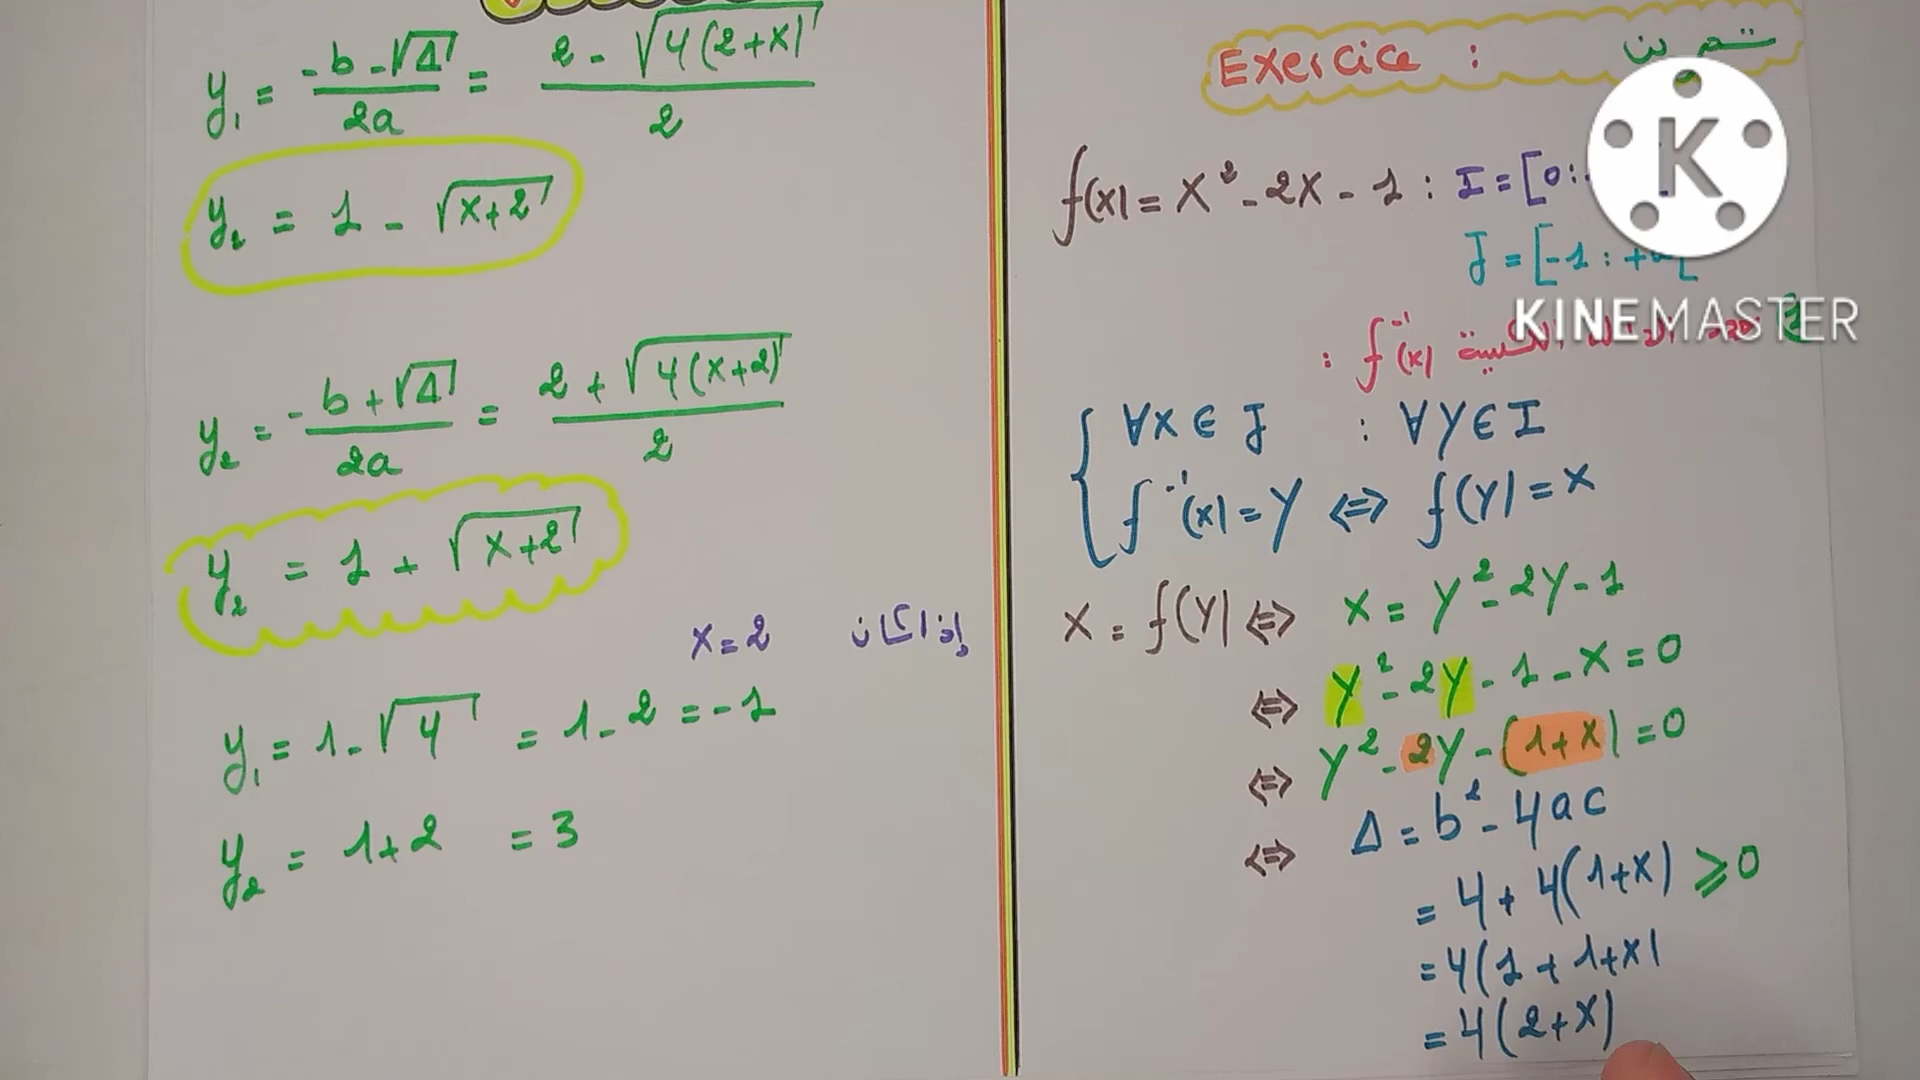 y₁ = (-b - √Δ) / 2a = (2 - √4(2+x)) / 2
y₁ = 1 - √x+2
y₂ = (-b + √Δ) / 2a = (2 + √4(x+2)) / 2
y₂ = 1 + √x+2
إذا كان x = 2
y₁ = 1 - √4 = 1 - 2 = -1
y₂ = 1+2 = 3
Exercice : تمرين
f(x) = x² - 2x - 1 : I = [0 :
J = [-1 : +∞[
f⁻¹(x) :
∀x ∈ J : ∀y ∈ I
f⁻¹(x) = y ⇔ f(y) = x
x = f(y) ⇔ x = y² - 2y - 1
⇔ y² - 2y - 1 - x = 0
⇔ y² - 2y - (1+x) = 0
⇔ Δ = b² - 4ac
= 4 + 4(1+x) ⩾ 0
= 4(1 + 1+x)
= 4(2+x)
K
KINEMASTER